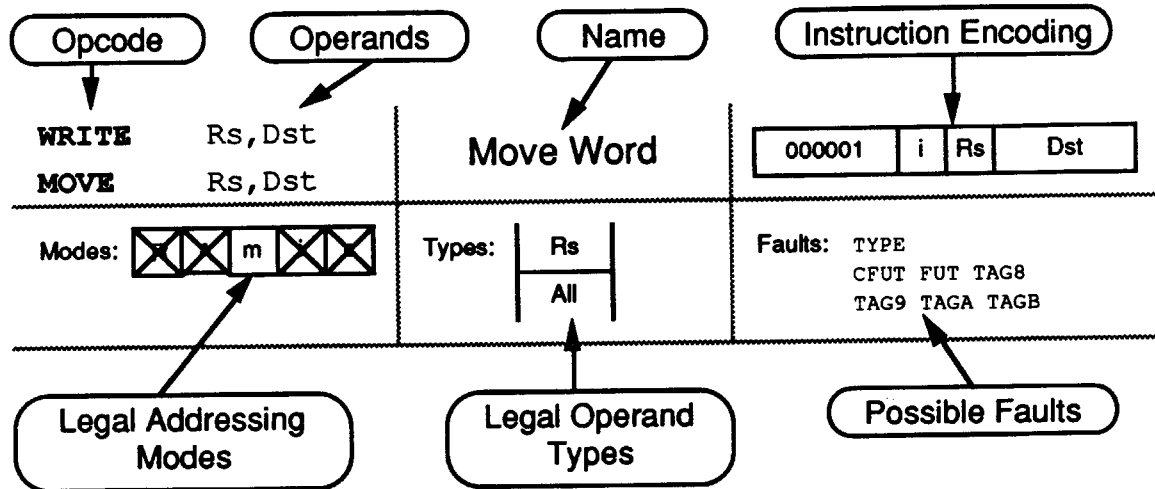 Opcode Operands Name Instruction Encoding
WRITE Rs,Dst Move Word 000001 i Rs Dst
MOVE Rs,Dst
Modes: m Types: Rs Faults: TYPE
All CFUT FUT TAG8
TAG9 TAGA TAGB
Legal Addressing Modes
Legal Operand Types
Possible Faults